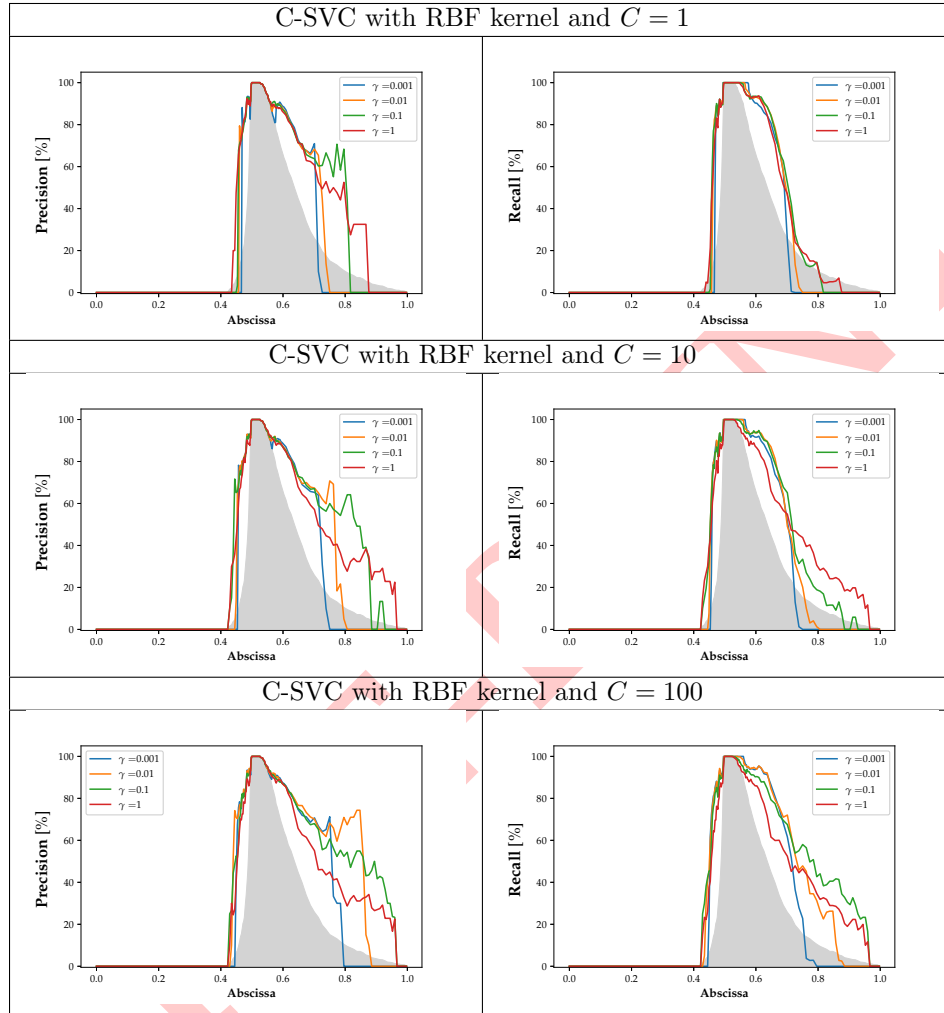 C-SVC with RBF kernel and C = 1
Precision [%]
100
80
60
40
20
0
0.0 0.2 0.4 0.6 0.8 1.0
Abscissa
γ =0.001
γ =0.01
γ =0.1
γ =1
Recall [%]
100
80
60
40
20
0
0.0 0.2 0.4 0.6 0.8 1.0
Abscissa
γ =0.001
γ =0.01
γ =0.1
γ =1
C-SVC with RBF kernel and C = 10
Precision [%]
100
80
60
40
20
0
0.0 0.2 0.4 0.6 0.8 1.0
Abscissa
γ =0.001
γ =0.01
γ =0.1
γ =1
Recall [%]
100
80
60
40
20
0
0.0 0.2 0.4 0.6 0.8 1.0
Abscissa
γ =0.001
γ =0.01
γ =0.1
γ =1
C-SVC with RBF kernel and C = 100
Precision [%]
100
80
60
40
20
0
0.0 0.2 0.4 0.6 0.8 1.0
Abscissa
γ =0.001
γ =0.01
γ =0.1
γ =1
Recall [%]
100
80
60
40
20
0
0.0 0.2 0.4 0.6 0.8 1.0
Abscissa
γ =0.001
γ =0.01
γ =0.1
γ =1